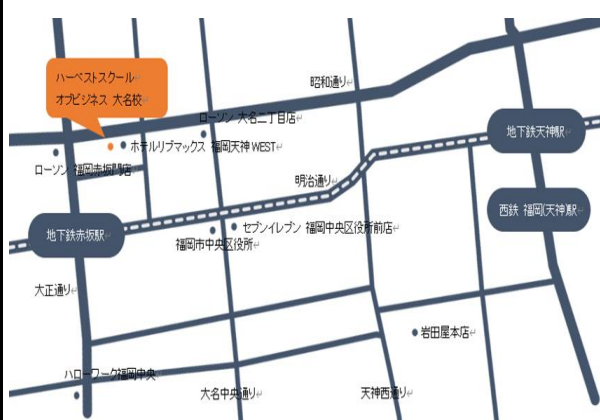 ハーベストスクール
オブビジネス 大名校
昭和通り
ローソン 大名二丁目店
地下鉄天神駅
ホテルリブマックス 福岡天神 WEST
ローソン 福岡赤坂門店
明治通り
西鉄 福岡(天神)駅
地下鉄赤坂駅
セブンイレブン 福岡中央区役所前店
福岡市中央区役所
大正通り
岩田屋本店
ハローワーク福岡中央
大名中央通り
天神西通り